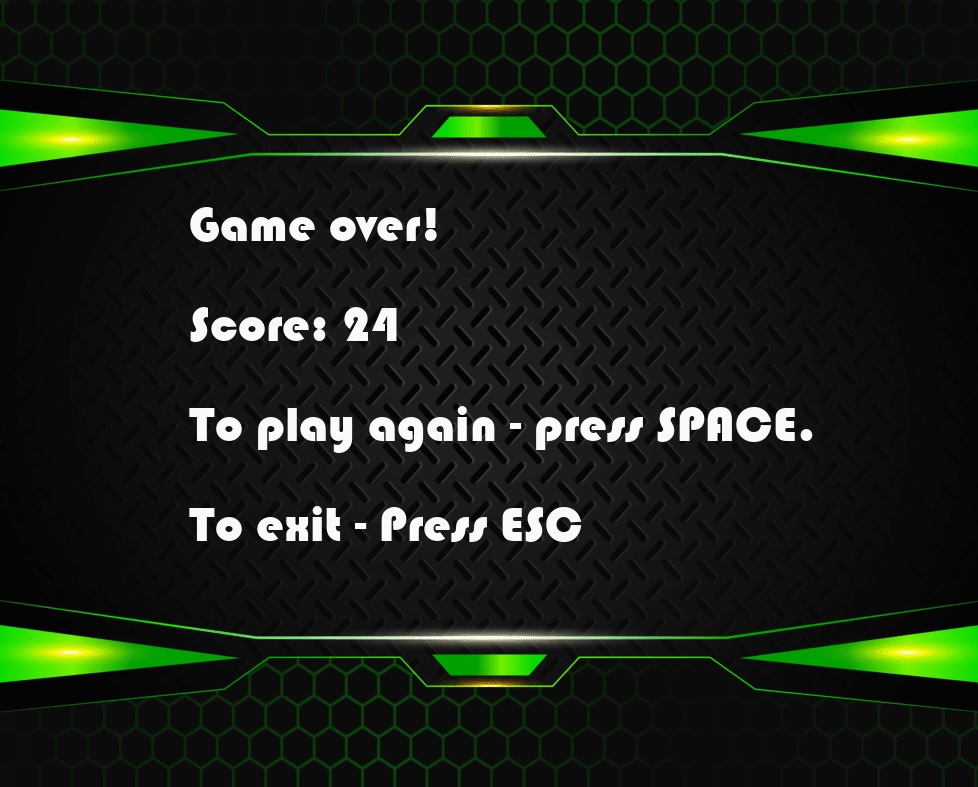 Game over!
Score: 24
To play again - press SPACE.
To exit - Press ESC